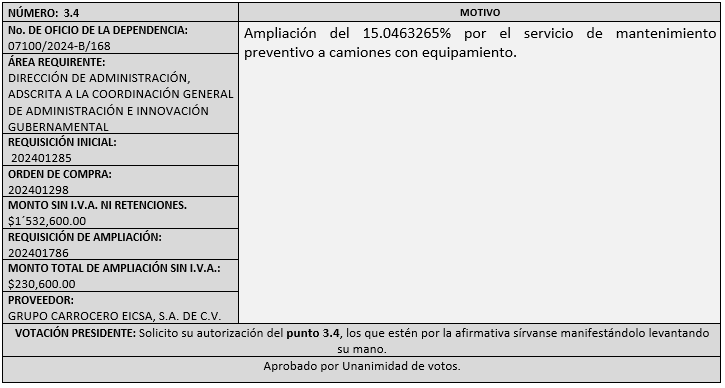 NÚMERO: 3.4
No. DE OFICIO DE LA DEPENDENCIA:
07100/2024-B/168
ÁREA REQUIRENTE:
DIRECCIÓN DE ADMINISTRACIÓN,
ADSCRITA A LA COORDINACIÓN GENERAL
DE ADMINISTRACIÓN E INNOVACIÓN
GUBERNAMENTAL
REQUISICIÓN INICIAL:
202401285
ORDEN DE COMPRA:
202401298
MONTO SIN I.V.A. NI RETENCIONES.
$1´532,600.00
REQUISICIÓN DE AMPLIACIÓN:
202401786
MONTO TOTAL DE AMPLIACIÓN SIN I.V.A.:
$230,600.00
PROVEEDOR:
GRUPO CARROCERO EICSA, S.A. DE C.V.
MOTIVO
Ampliación del 15.0463265% por el servicio de mantenimiento
preventivo a camiones con equipamiento.
VOTACIÓN PRESIDENTE: Solicito su autorización del punto 3.4, los que estén por la afirmativa sírvanse manifestándolo levantando
su mano.
Aprobado por Unanimidad de votos.